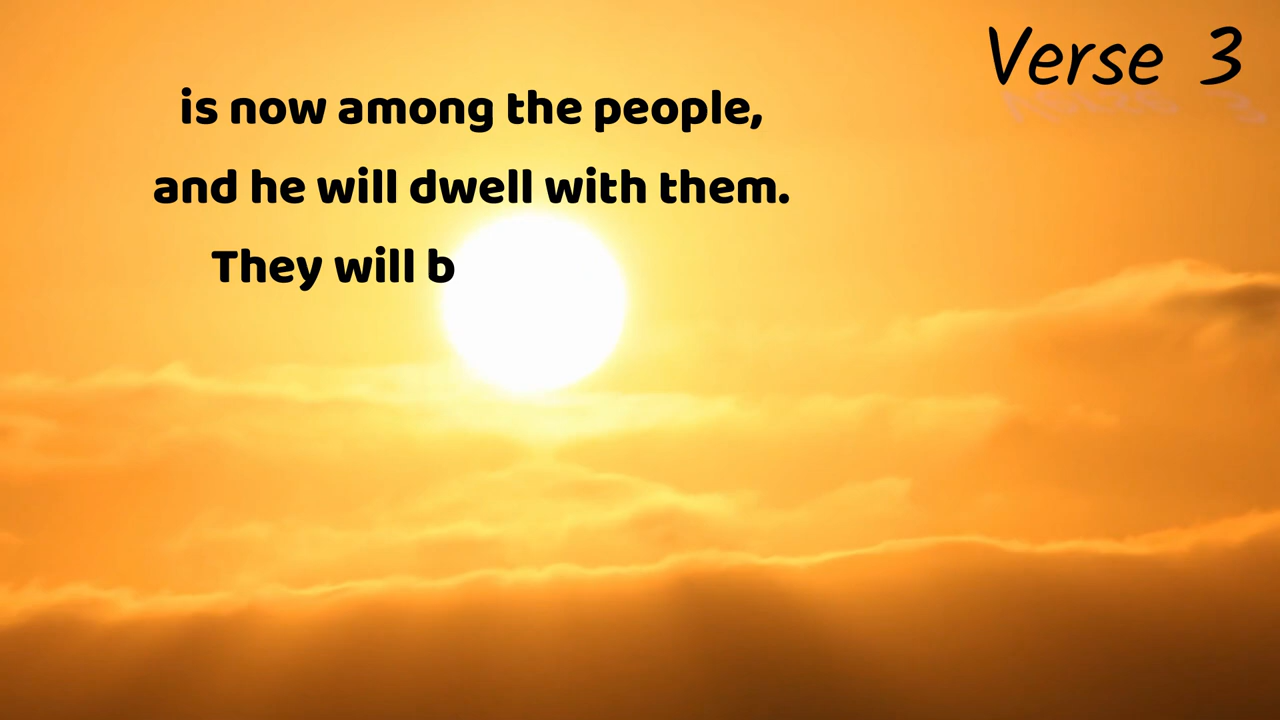 Verse 3
is now among the people,
and he will dwell with them.
They will b